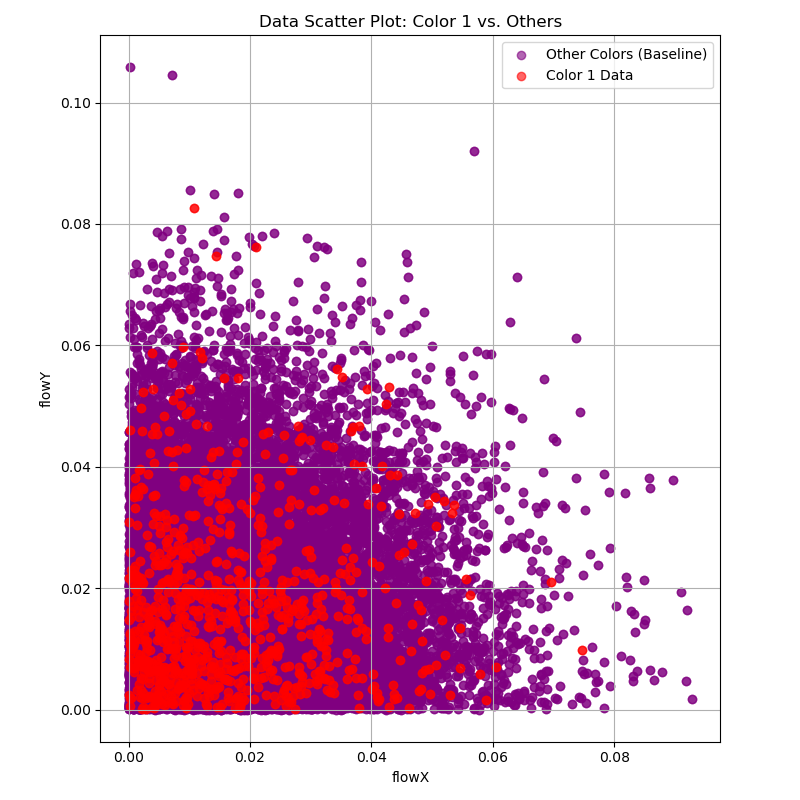 Data Scatter Plot: Color 1 vs. Others
Other Colors (Baseline)
Color 1 Data
0.10
0.08
0.06
0.04
0.02
0.00
flowY
0.00 0.02 0.04 0.06 0.08
flowX